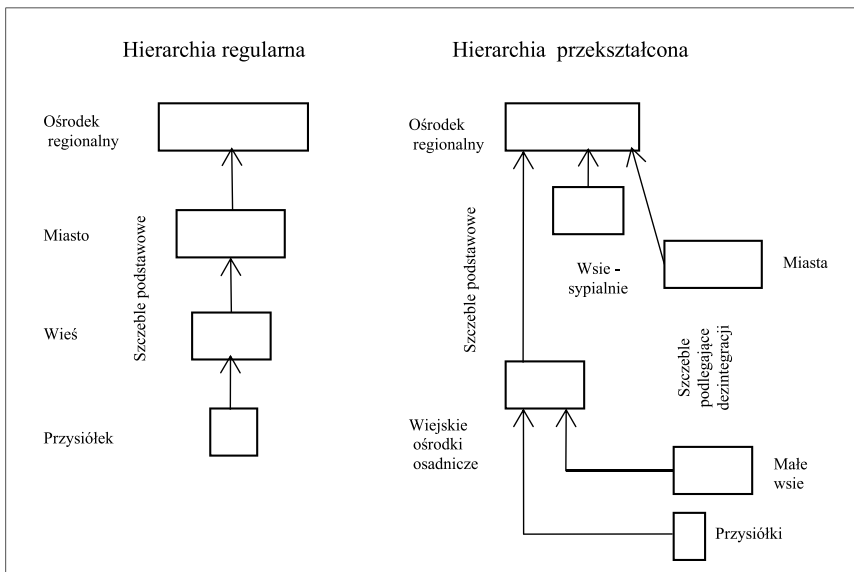 Hierarchia regularna
Ośrodek
regionalny
Miasto
Wieś
Przysiółek
Szczeble podstawowe
Hierarchia przekształcona
Ośrodek
regionalny
Szczeble podstawowe
Wsie -
sypialnie
Miasta
Szczeble
podlegające
dezintegracji
Wiejskie
ośrodki
osadnicze
Małe
wsie
Przysiółki